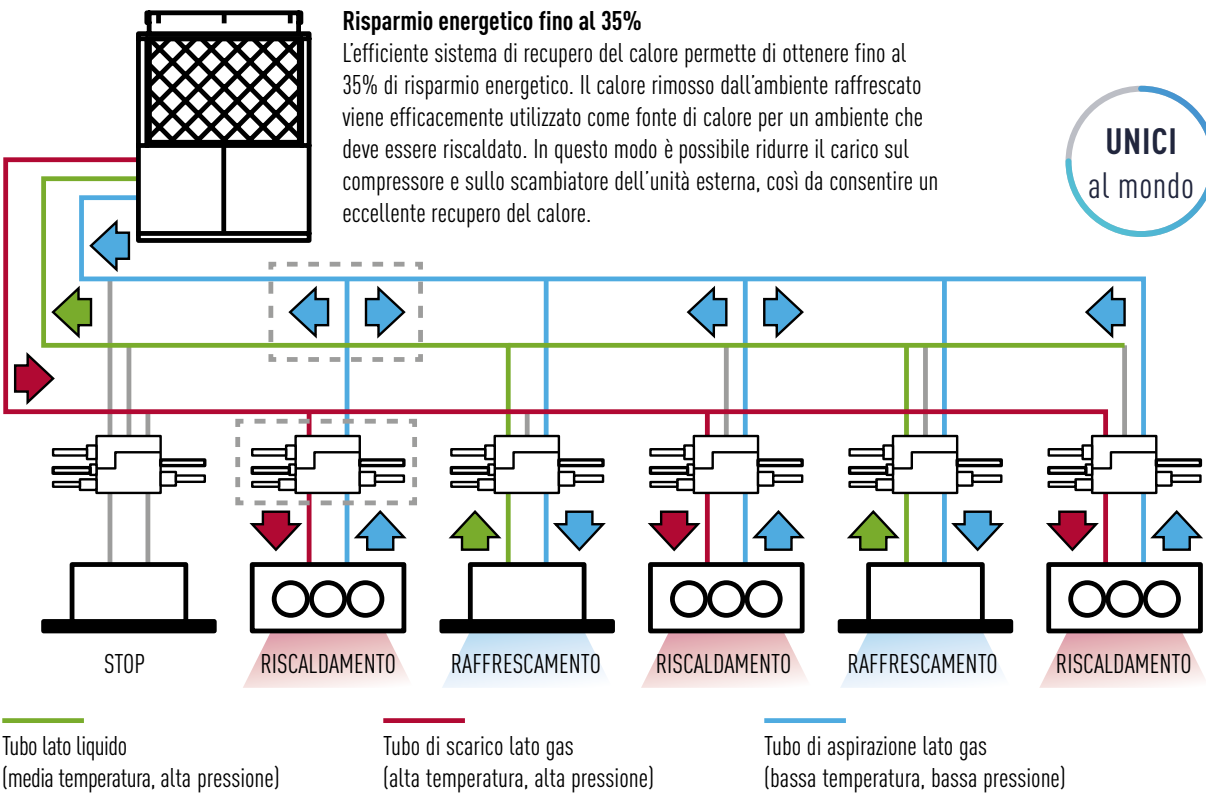 Risparmio energetico fino al 35%
L'efficiente sistema di recupero del calore permette di ottenere fino al
35% di risparmio energetico. Il calore rimosso dall'ambiente raffrescato
viene efficacemente utilizzato come fonte di calore per un ambiente che
deve essere riscaldato. In questo modo è possibile ridurre il carico sul
compressore e sullo scambiatore dell'unità esterna, così da consentire un
eccellente recupero del calore.
UNICI
al mondo
STOP
RISCALDAMENTO
RAFFRESCAMENTO
RISCALDAMENTO
RAFFRESCAMENTO
RISCALDAMENTO
Tubo lato liquido
(media temperatura, alta pressione)
Tubo di scarico lato gas
(alta temperatura, alta pressione)
Tubo di aspirazione lato gas
(bassa temperatura, bassa pressione)